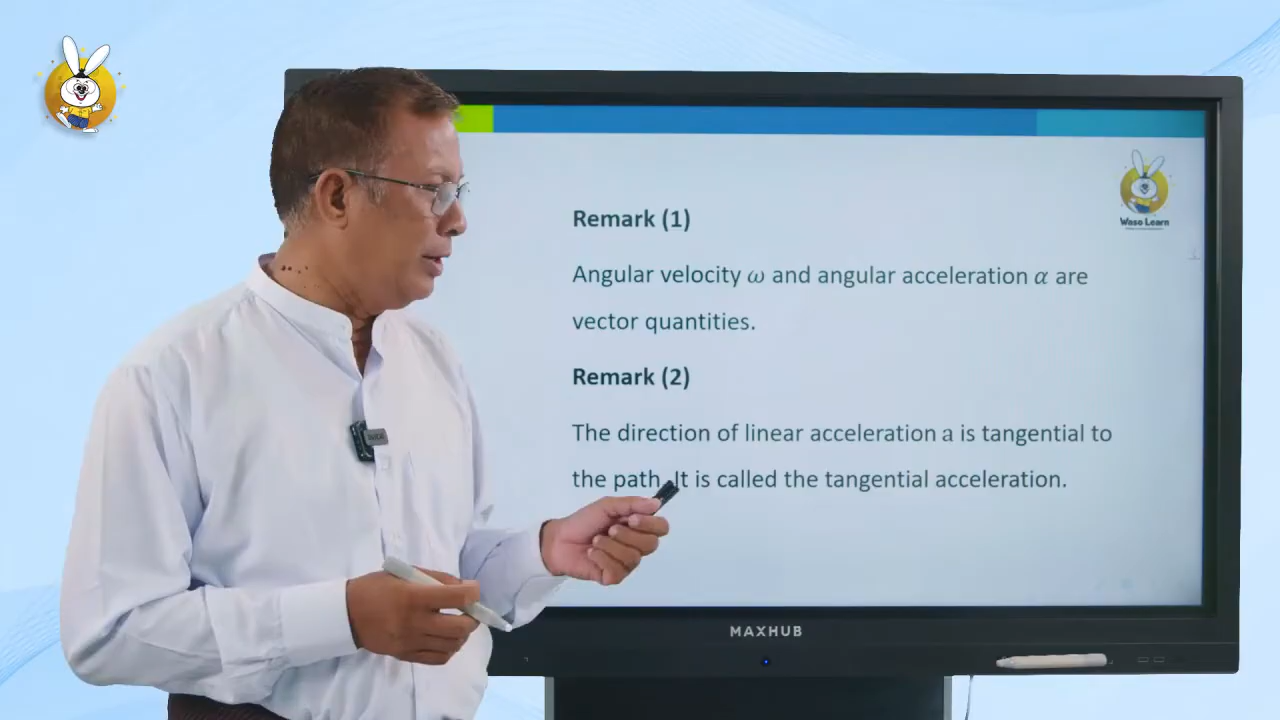 Waso Learn
Remark (1)
Angular velocity ω and angular acceleration α are
vector quantities.
Remark (2)
The direction of linear acceleration a is tangential to
the path. It is called the tangential acceleration.
MAXHUB